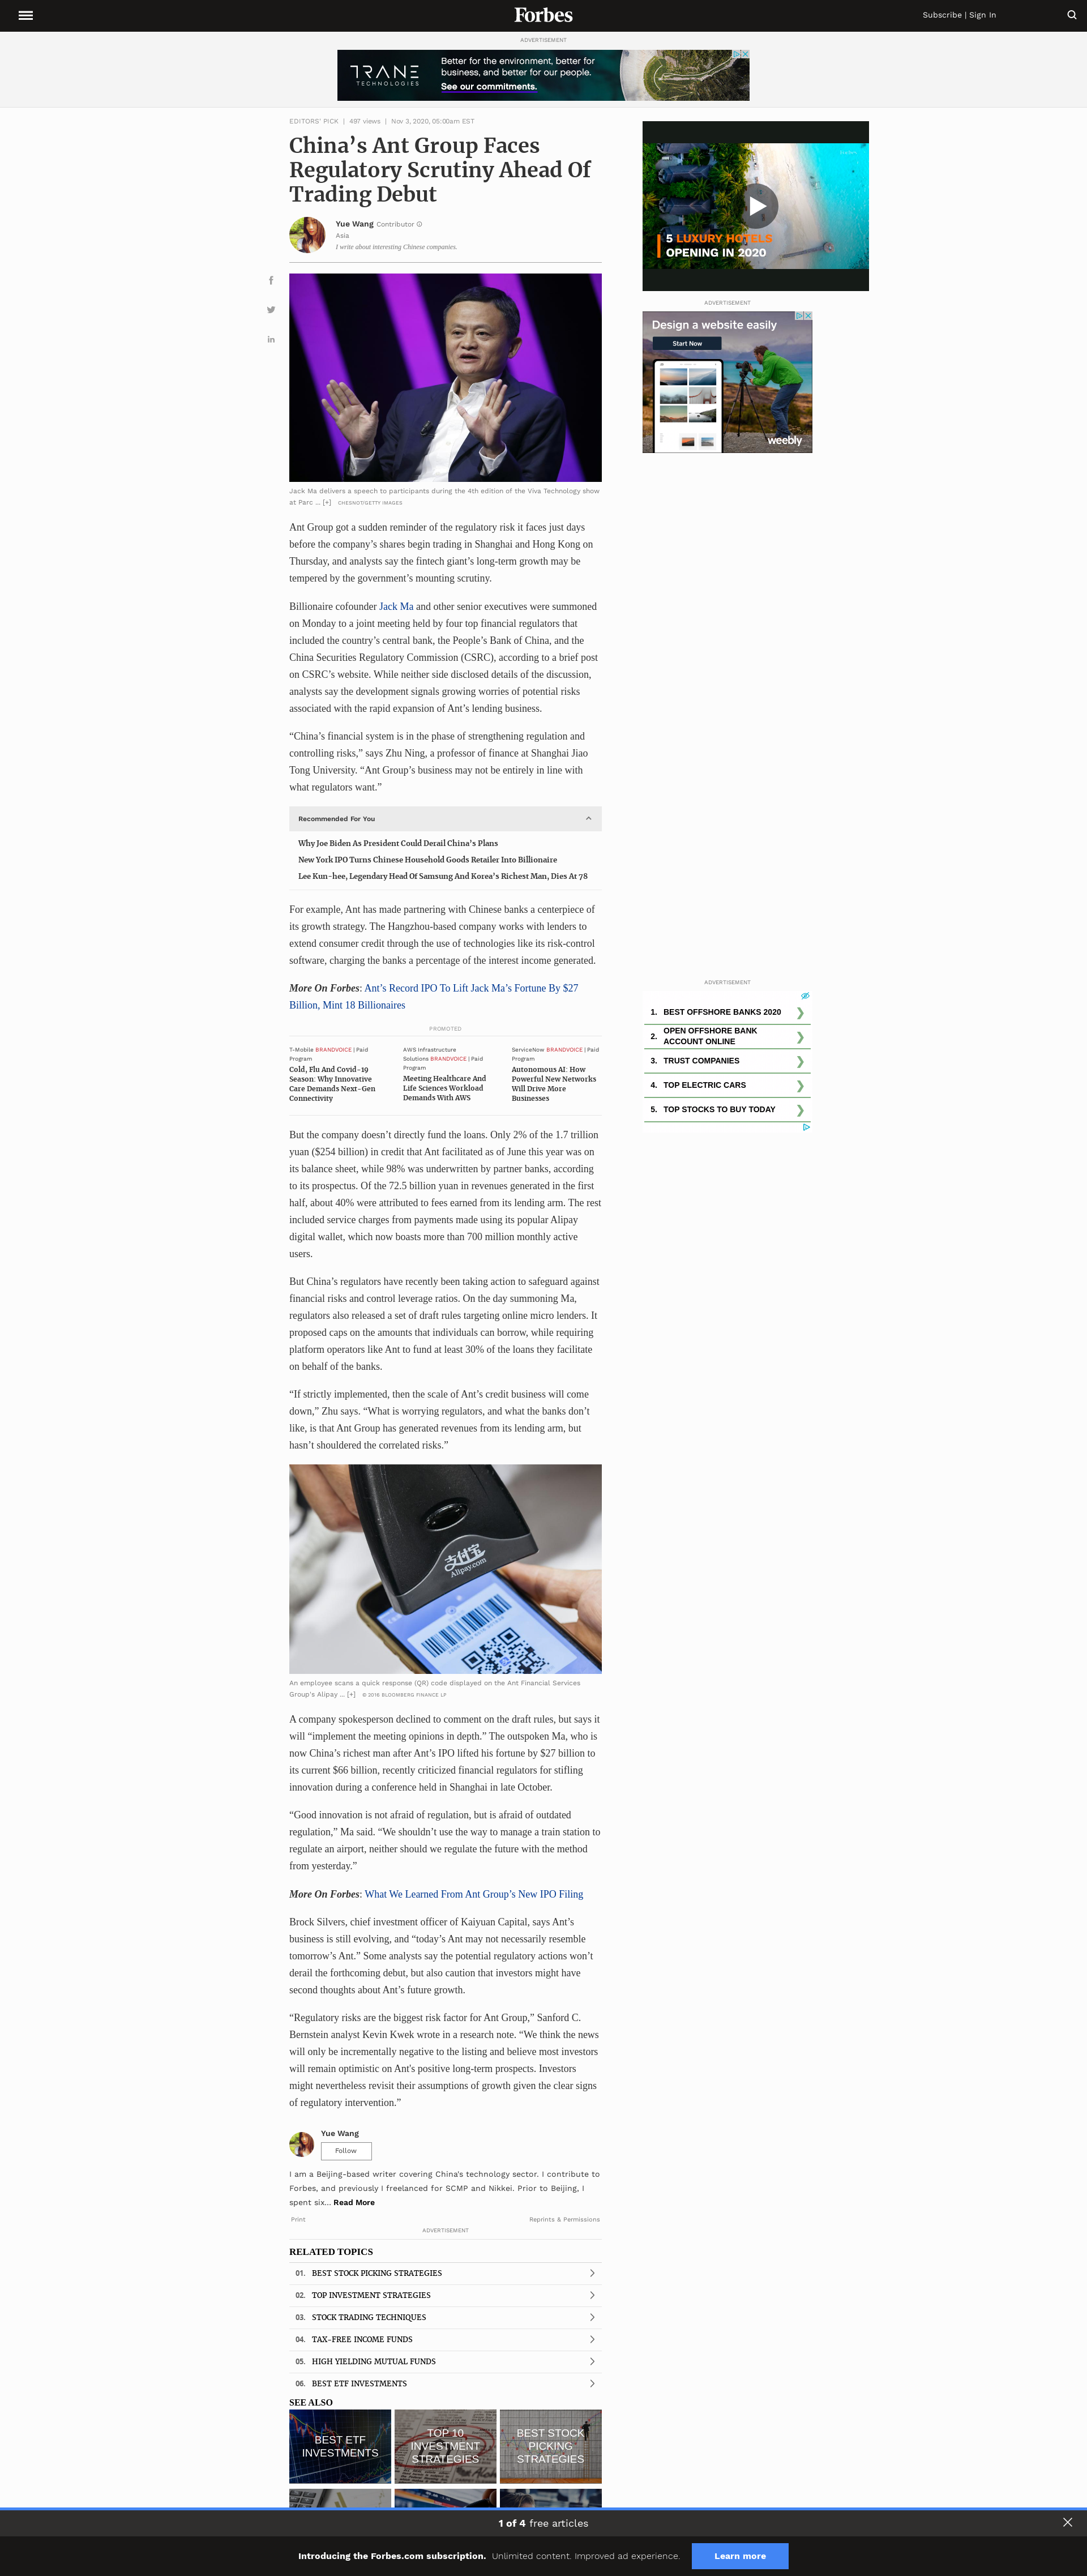 Forbes
Subscribe | Sign In
ADVERTISEMENT
TRANE
TECHNOLOGIES
Better for the environment, better for
business, and better for our people.
See our commitments.
EDITORS' PICK | 497 views | Nov 3, 2020, 05:00am EST
China’s Ant Group Faces
Regulatory Scrutiny Ahead Of
Trading Debut
Yue Wang Contributor
Asia
I write about interesting Chinese companies.
5 LUXURY HOTELS
OPENING IN 2020
ADVERTISEMENT
Design a website easily
Start Now
weebly
Jack Ma delivers a speech to participants during the 4th edition of the Viva Technology show
at Parc ... [+] CHESNOT/GETTY IMAGES
Ant Group got a sudden reminder of the regulatory risk it faces just days
before the company’s shares begin trading in Shanghai and Hong Kong on
Thursday, and analysts say the fintech giant’s long-term growth may be
tempered by the government’s mounting scrutiny.
Billionaire cofounder Jack Ma and other senior executives were summoned
on Monday to a joint meeting held by four top financial regulators that
included the country’s central bank, the People’s Bank of China, and the
China Securities Regulatory Commission (CSRC), according to a brief post
on CSRC’s website. While neither side disclosed details of the discussion,
analysts say the development signals growing worries of potential risks
associated with the rapid expansion of Ant’s lending business.
“China’s financial system is in the phase of strengthening regulation and
controlling risks,” says Zhu Ning, a professor of finance at Shanghai Jiao
Tong University. “Ant Group’s business may not be entirely in line with
what regulators want.”
Recommended For You
Why Joe Biden As President Could Derail China’s Plans
New York IPO Turns Chinese Household Goods Retailer Into Billionaire
Lee Kun-hee, Legendary Head Of Samsung And Korea’s Richest Man, Dies At 78
For example, Ant has made partnering with Chinese banks a centerpiece of
its growth strategy. The Hangzhou-based company works with lenders to
extend consumer credit through the use of technologies like its risk-control
software, charging the banks a percentage of the interest income generated.
More On Forbes: Ant’s Record IPO To Lift Jack Ma’s Fortune By $27
Billion, Mint 18 Billionaires
ADVERTISEMENT
1. BEST OFFSHORE BANKS 2020
2. OPEN OFFSHORE BANK
ACCOUNT ONLINE
3. TRUST COMPANIES
4. TOP ELECTRIC CARS
5. TOP STOCKS TO BUY TODAY
PROMOTED
T-Mobile BRANDVOICE | Paid
Program
Cold, Flu And Covid-19
Season: Why Innovative
Care Demands Next-Gen
Connectivity
AWS Infrastructure
Solutions BRANDVOICE | Paid
Program
Meeting Healthcare And
Life Sciences Workload
Demands With AWS
ServiceNow BRANDVOICE | Paid
Program
Autonomous AI: How
Powerful New Networks
Will Drive More
Businesses
But the company doesn’t directly fund the loans. Only 2% of the 1.7 trillion
yuan ($254 billion) in credit that Ant facilitated as of June this year was on
its balance sheet, while 98% was underwritten by partner banks, according
to its prospectus. Of the 72.5 billion yuan in revenues generated in the first
half, about 40% were attributed to fees earned from its lending arm. The rest
included service charges from payments made using its popular Alipay
digital wallet, which now boasts more than 700 million monthly active
users.
But China’s regulators have recently been taking action to safeguard against
financial risks and control leverage ratios. On the day summoning Ma,
regulators also released a set of draft rules targeting online micro lenders. It
proposed caps on the amounts that individuals can borrow, while requiring
platform operators like Ant to fund at least 30% of the loans they facilitate
on behalf of the banks.
“If strictly implemented, then the scale of Ant’s credit business will come
down,” Zhu says. “What is worrying regulators, and what the banks don’t
like, is that Ant Group has generated revenues from its lending arm, but
hasn’t shouldered the correlated risks.”
支付宝
Alipay.com
An employee scans a quick response (QR) code displayed on the Ant Financial Services
Group's Alipay ... [+] © 2016 BLOOMBERG FINANCE LP
A company spokesperson declined to comment on the draft rules, but says it
will “implement the meeting opinions in depth.” The outspoken Ma, who is
now China’s richest man after Ant’s IPO lifted his fortune by $27 billion to
its current $66 billion, recently criticized financial regulators for stifling
innovation during a conference held in Shanghai in late October.
“Good innovation is not afraid of regulation, but is afraid of outdated
regulation,” Ma said. “We shouldn’t use the way to manage a train station to
regulate an airport, neither should we regulate the future with the method
from yesterday.”
More On Forbes: What We Learned From Ant Group’s New IPO Filing
Brock Silvers, chief investment officer of Kaiyuan Capital, says Ant’s
business is still evolving, and “today’s Ant may not necessarily resemble
tomorrow’s Ant.” Some analysts say the potential regulatory actions won’t
derail the forthcoming debut, but also caution that investors might have
second thoughts about Ant’s future growth.
“Regulatory risks are the biggest risk factor for Ant Group,” Sanford C.
Bernstein analyst Kevin Kwek wrote in a research note. “We think the news
will only be incrementally negative to the listing and believe most investors
will remain optimistic on Ant's positive long-term prospects. Investors
might nevertheless revisit their assumptions of growth given the clear signs
of regulatory intervention.”
Yue Wang
Follow
I am a Beijing-based writer covering China's technology sector. I contribute to
Forbes, and previously I freelanced for SCMP and Nikkei. Prior to Beijing, I
spent six... Read More
Print
Reprints & Permissions
ADVERTISEMENT
RELATED TOPICS
01. BEST STOCK PICKING STRATEGIES
02. TOP INVESTMENT STRATEGIES
03. STOCK TRADING TECHNIQUES
04. TAX-FREE INCOME FUNDS
05. HIGH YIELDING MUTUAL FUNDS
06. BEST ETF INVESTMENTS
SEE ALSO
BEST ETF
INVESTMENTS
TOP 10
INVESTMENT
STRATEGIES
BEST STOCK
PICKING
STRATEGIES
1 of 4 free articles
Introducing the Forbes.com subscription. Unlimited content. Improved ad experience.
Learn more